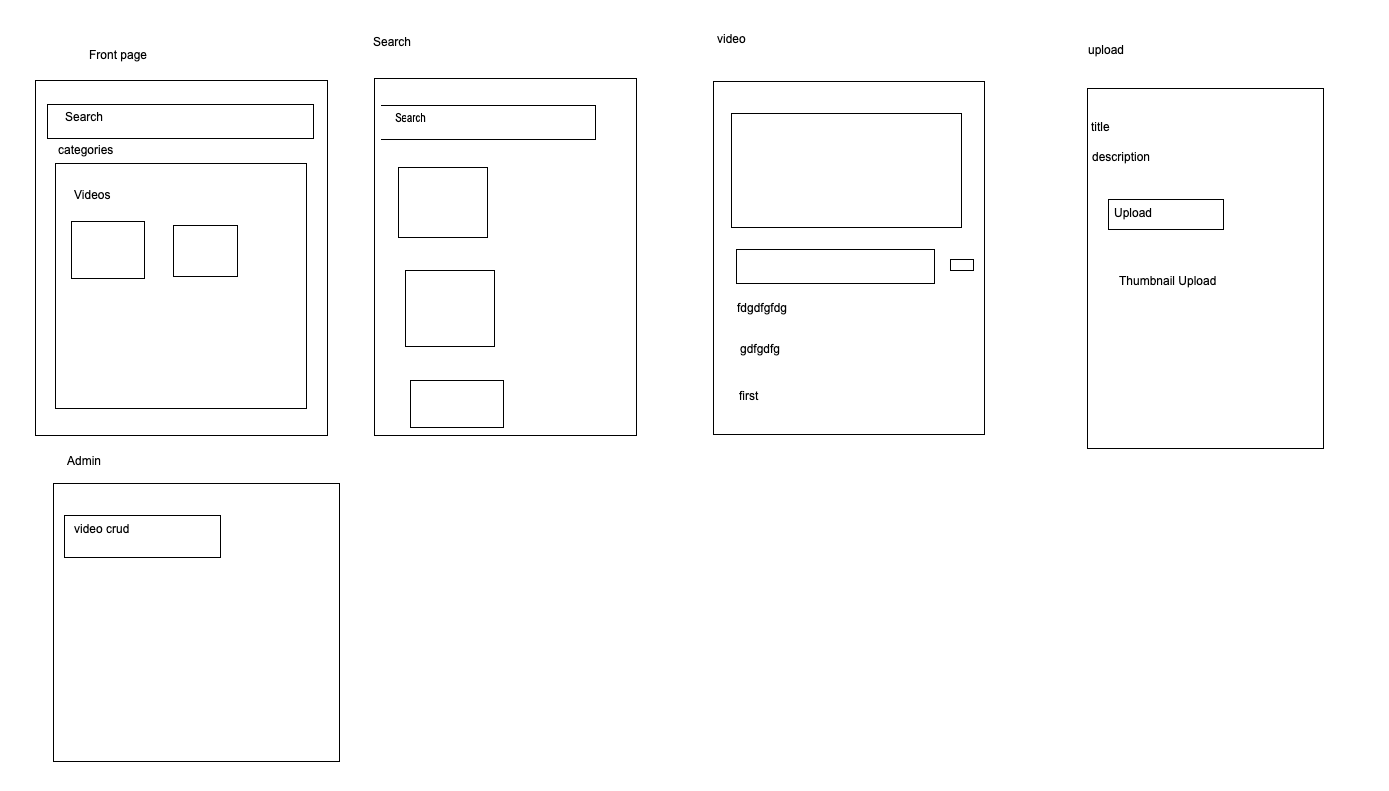 Front page
Search
categories
Videos
Search
Search
video
fdgdfgfdg
gdfgdfg
first
upload
title
description
Upload
Thumbnail Upload
Admin
video crud